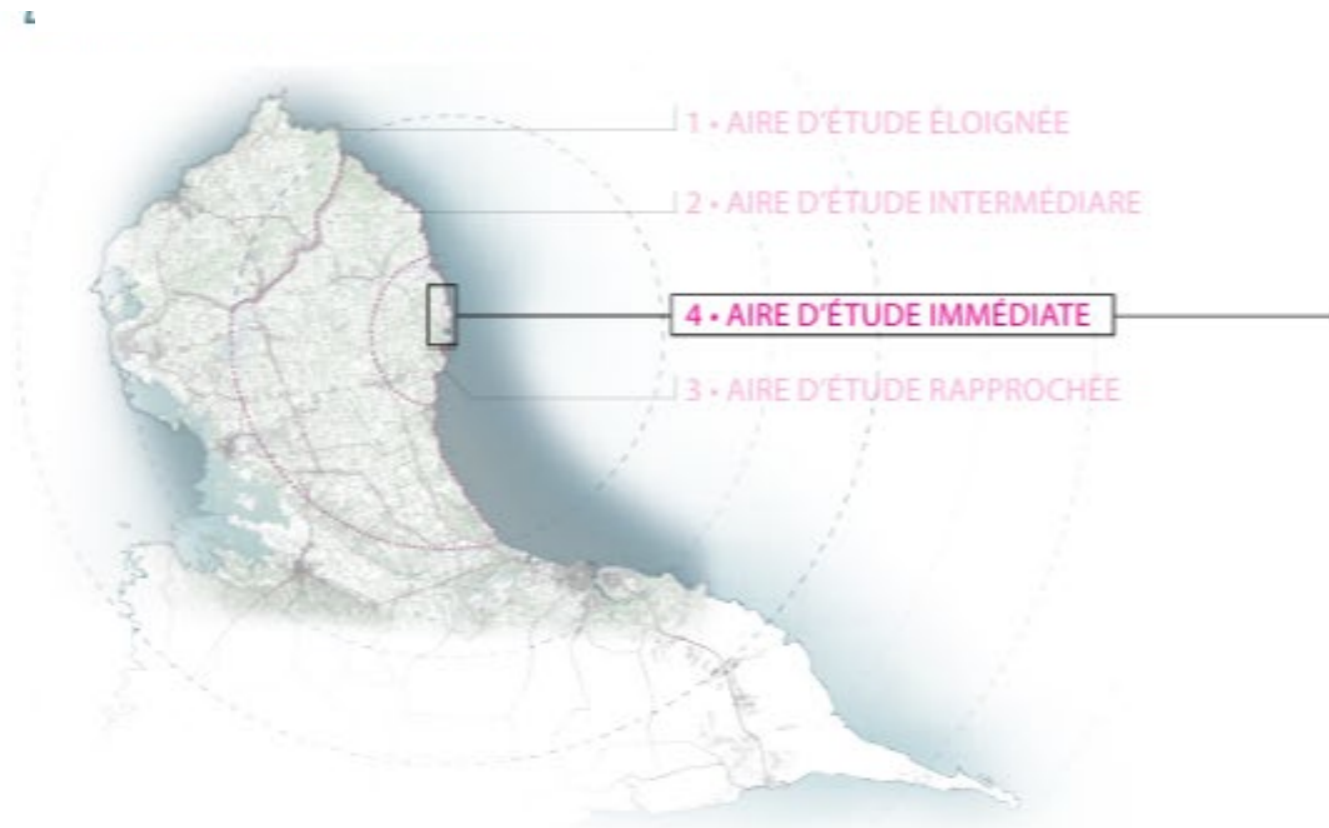 1 • AIRE D'ÉTUDE ÉLOIGNÉE
2 • AIRE D'ÉTUDE INTERMÉDIARE
4 • AIRE D'ÉTUDE IMMÉDIATE
3 • AIRE D'ÉTUDE RAPPROCHÉE